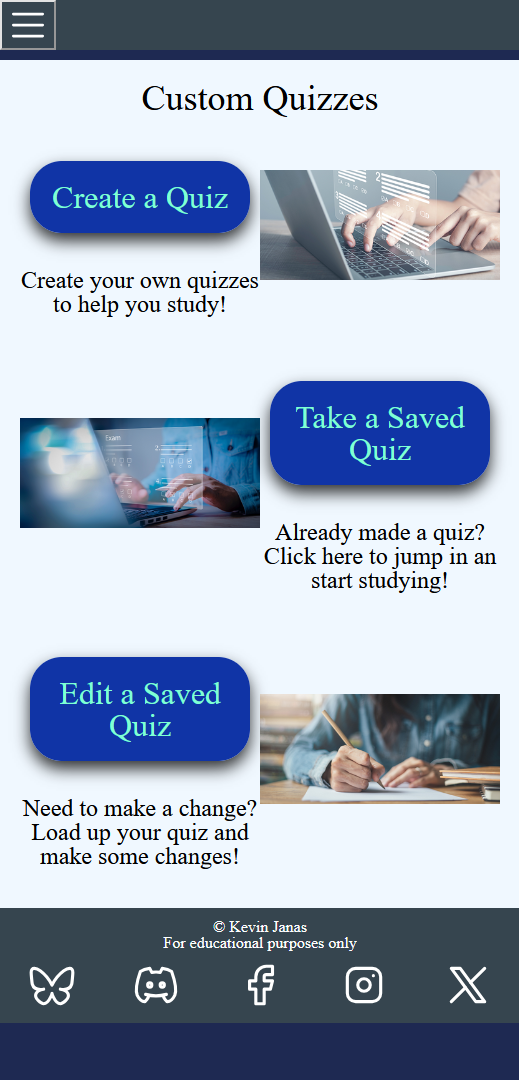 Custom Quizzes
Create a Quiz
Create your own quizzes
to help you study!
Exam
Take a Saved
Quiz
Already made a quiz?
Click here to jump in an
start studying!
Edit a Saved
Quiz
Need to make a change?
Load up your quiz and
make some changes!
© Kevin Janas
For educational purposes only